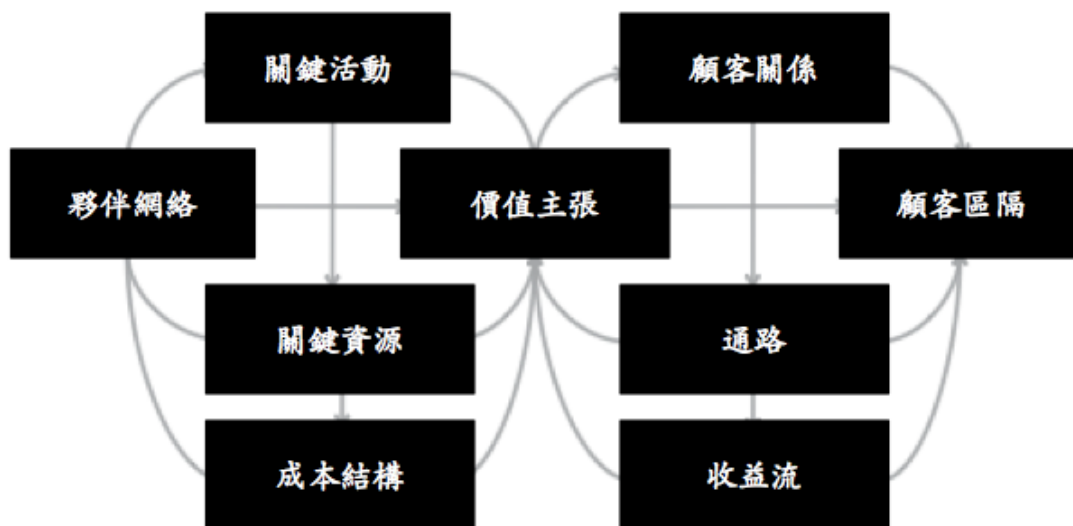 關鍵活動
顧客關係
夥伴網絡
價值主張
顧客區隔
關鍵資源
通路
成本結構
收益流